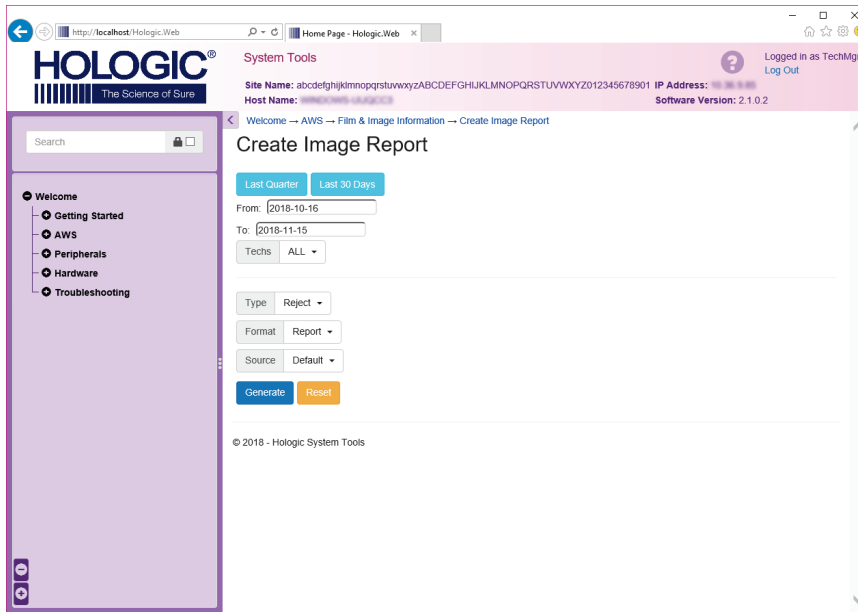 http://localhost/Hologic.Web
Home Page - Hologic.Web
HOLOGIC®
The Science of Sure
System Tools
Logged in as TechMg
Log Out
Site Name: abcdefghijklmnopqrstuvwxyzABCDEFGHIJKLMNOPQRSTUVWXYZ012345678901 IP Address:
Host Name:
Software Version: 2.1.0.2
Search
Welcome → AWS → Film & Image Information → Create Image Report
Create Image Report
Last Quarter Last 30 Days
From: 2018-10-16
To: 2018-11-15
Techs ALL
Type Reject
Format Report
Source Default
Generate Reset
© 2018 - Hologic System Tools
Welcome
Getting Started
AWS
Peripherals
Hardware
Troubleshooting